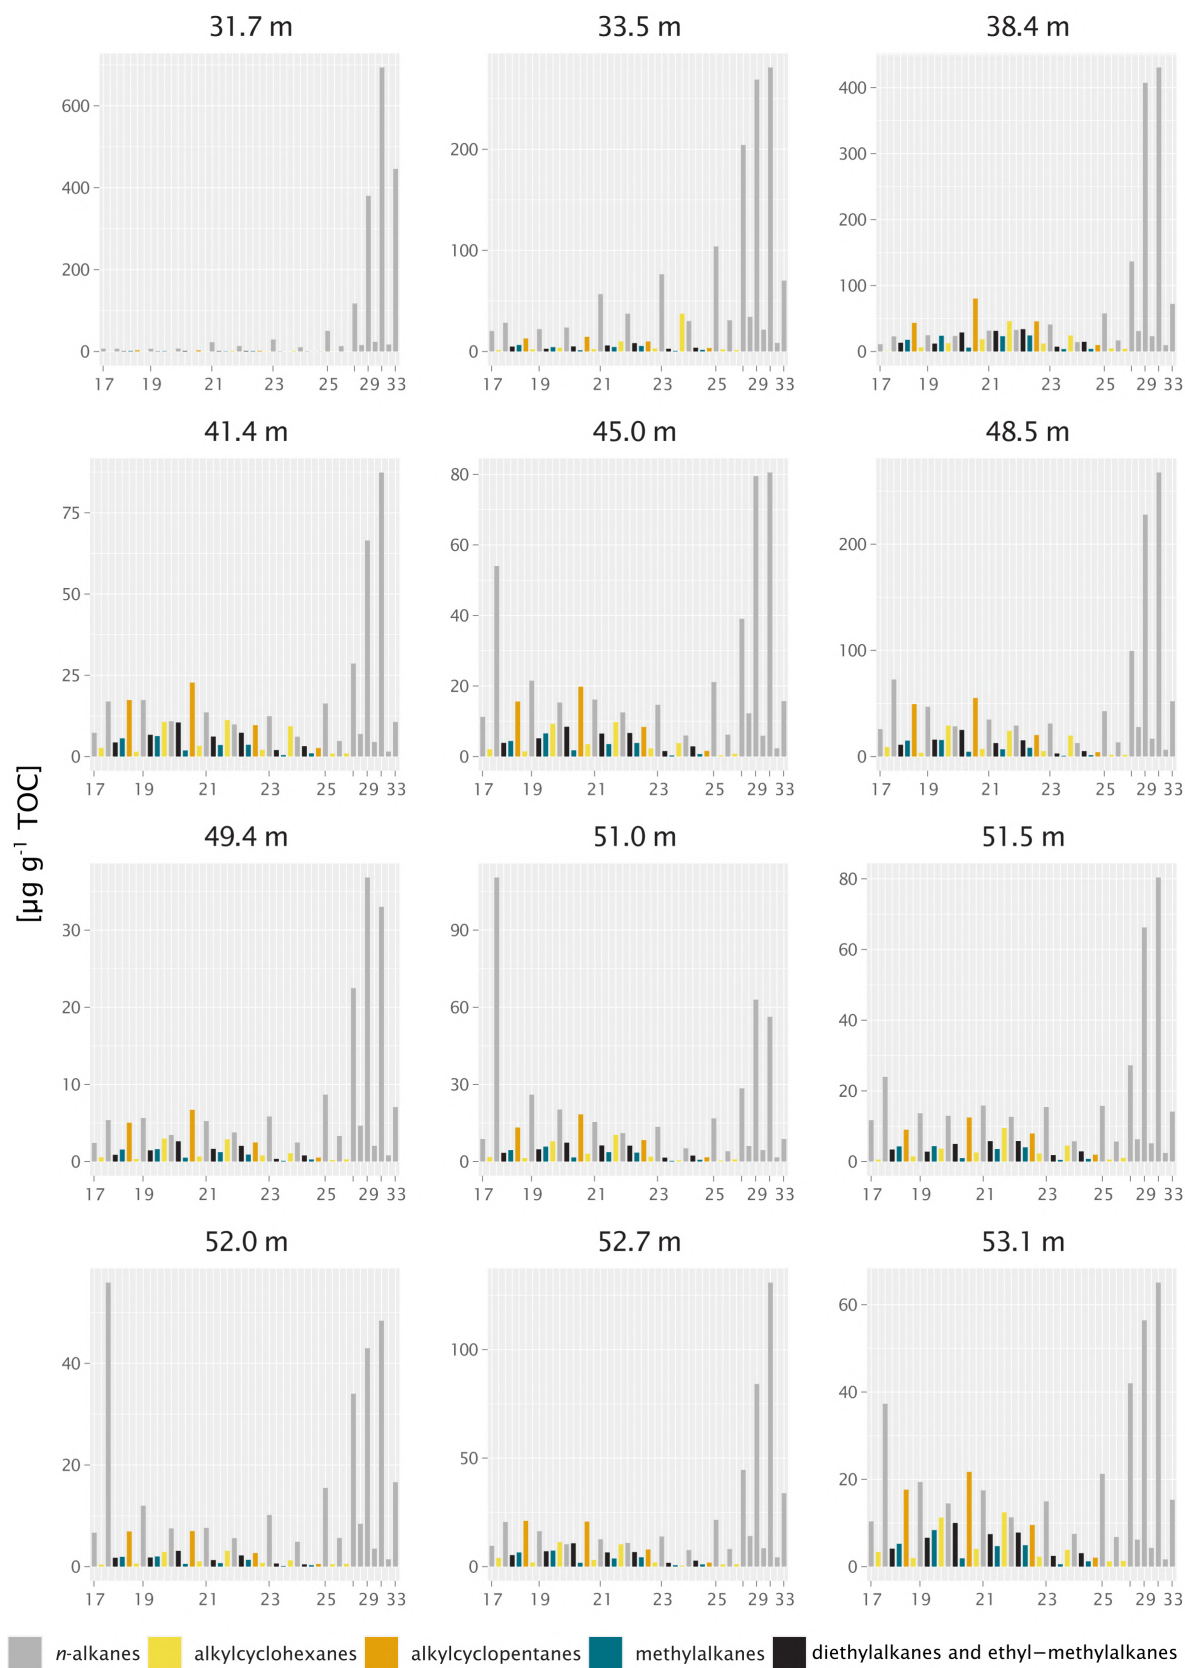 31.7 m
33.5 m
38.4 m
600
400
200
0
17 19 21 23 25 29 33
200
100
0
17 19 21 23 25 29 33
400
300
200
100
0
17 19 21 23 25 29 33
41.4 m
45.0 m
48.5 m
75
50
25
0
17 19 21 23 25 29 33
80
60
40
20
0
17 19 21 23 25 29 33
200
100
0
17 19 21 23 25 29 33
[µg g⁻¹ TOC]
49.4 m
51.0 m
51.5 m
30
20
10
0
17 19 21 23 25 29 33
90
60
30
0
17 19 21 23 25 29 33
80
60
40
20
0
17 19 21 23 25 29 33
52.0 m
52.7 m
53.1 m
40
20
0
17 19 21 23 25 29 33
100
50
0
17 19 21 23 25 29 33
60
40
20
0
17 19 21 23 25 29 33
n-alkanes alkylcyclohexanes alkylcyclopentanes methylalkanes diethylalkanes and ethyl−methylalkanes